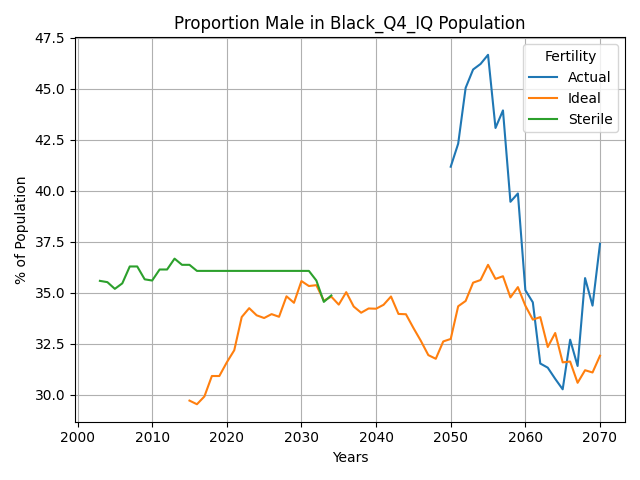 Proportion Male in Black_Q4_IQ Population
47.5
45.0
42.5
40.0
37.5
35.0
32.5
30.0
% of Population
Fertility
Actual
Ideal
Sterile
2000 2010 2020 2030 2040 2050 2060 2070
Years